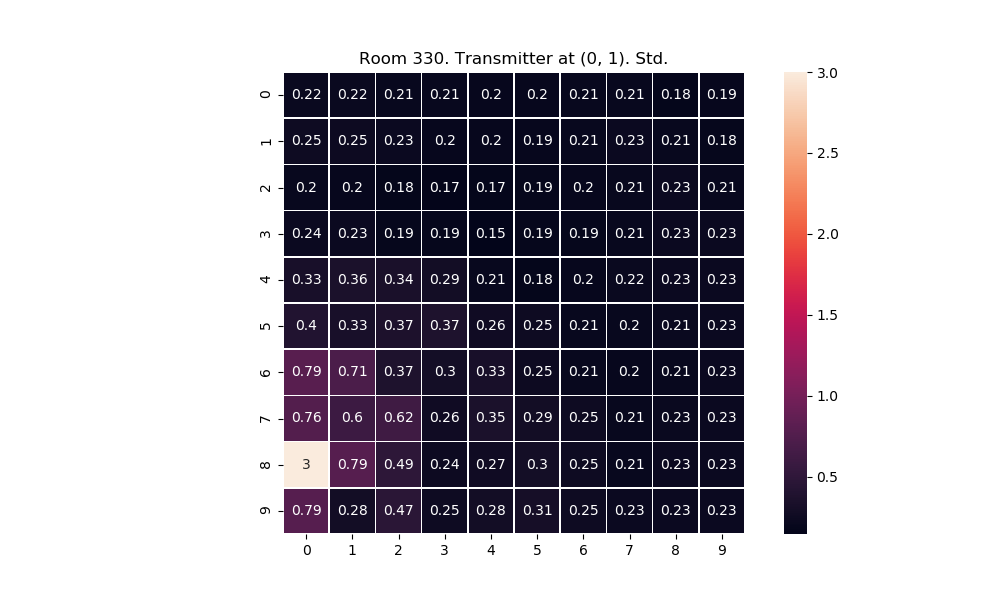 Room 330. Transmitter at (0, 1). Std.
0 0.22 0.22 0.21 0.21 0.2 0.2 0.21 0.21 0.18 0.19
1 0.25 0.25 0.23 0.2 0.2 0.19 0.21 0.23 0.21 0.18
2 0.2 0.2 0.18 0.17 0.17 0.19 0.2 0.21 0.23 0.21
3 0.24 0.23 0.19 0.19 0.15 0.19 0.19 0.21 0.23 0.23
4 0.33 0.36 0.34 0.29 0.21 0.18 0.2 0.22 0.23 0.23
5 0.4 0.33 0.37 0.37 0.26 0.25 0.21 0.2 0.21 0.23
6 0.79 0.71 0.37 0.3 0.33 0.25 0.21 0.2 0.21 0.23
7 0.76 0.6 0.62 0.26 0.35 0.29 0.25 0.21 0.23 0.23
8 3 0.79 0.49 0.24 0.27 0.3 0.25 0.21 0.23 0.23
9 0.79 0.28 0.47 0.25 0.28 0.31 0.25 0.23 0.23 0.23
0 1 2 3 4 5 6 7 8 9
3.0
2.5
2.0
1.5
1.0
0.5